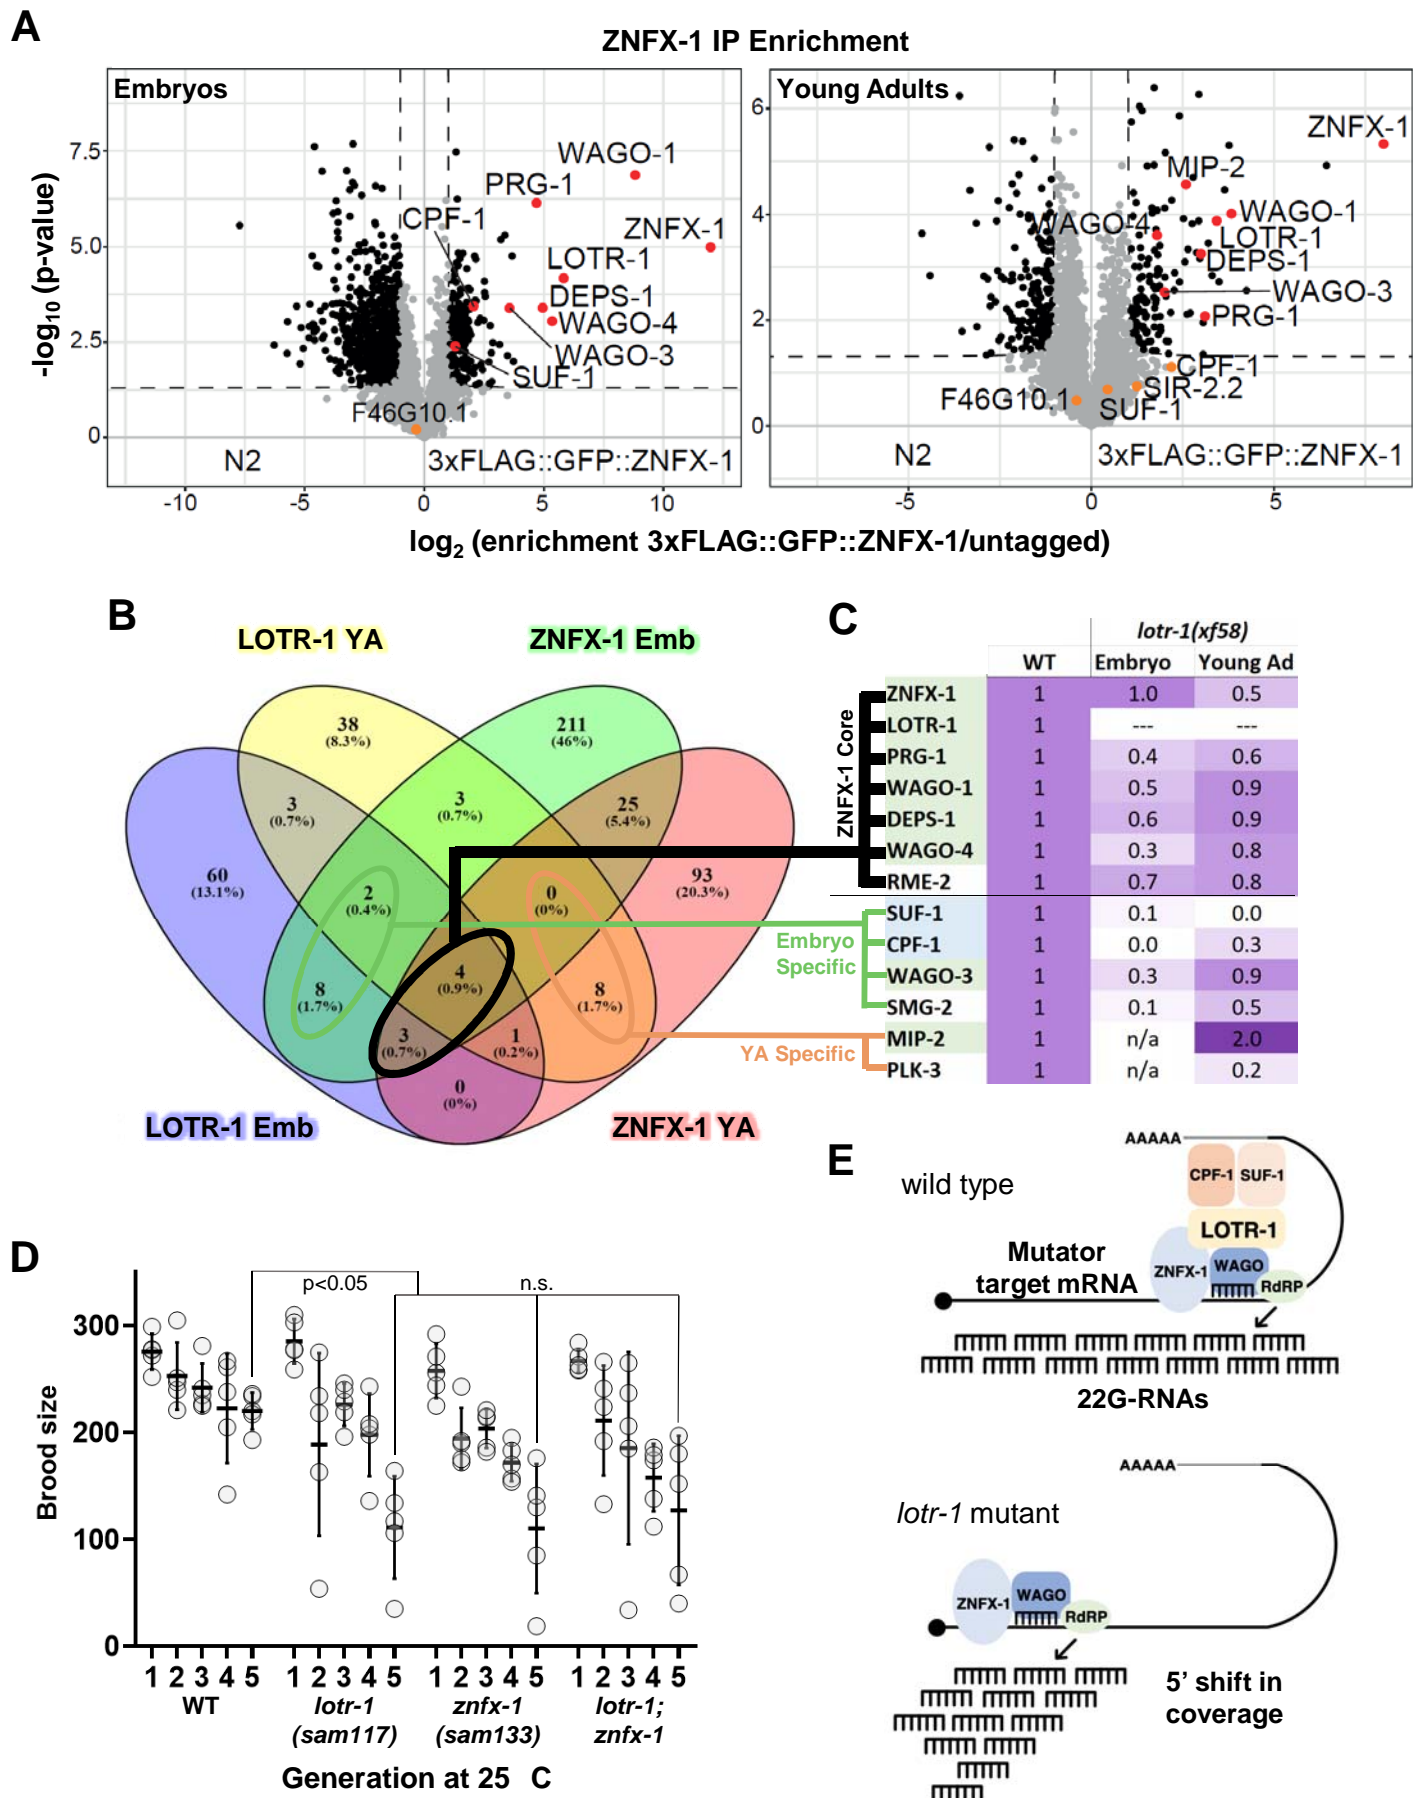 A
ZNFX-1 IP Enrichment
Embryos
Young Adults
-log10 (p-value)
7.5
5.0
2.5
0
WAGO-1
PRG-1
CPF-1
ZNFX-1
LOTR-1
DEPS-1
WAGO-4
WAGO-3
SUF-1
F46G10.1
N2
3xFLAG::GFP::ZNFX-1
-10
-5
0
5
10
6
4
2
0
ZNFX-1
MIP-2
WAGO-4
WAGO-1
LOTR-1
DEPS-1
WAGO-3
PRG-1
CPF-1
SIR-2.2
F46G10.1
SUF-1
N2
3xFLAG::GFP::ZNFX-1
-5
0
5
log2 (enrichment 3xFLAG::GFP::ZNFX-1/untagged)
B
LOTR-1 YA
ZNFX-1 Emb
38
(8.3%)
211
(46%)
3
(0.7%)
3
(0.7%)
25
(5.4%)
60
(13.1%)
2
(0.4%)
0
(0%)
93
(20.3%)
8
(1.7%)
4
(0.9%)
8
(1.7%)
3
(0.7%)
1
(0.2%)
0
(0%)
LOTR-1 Emb
ZNFX-1 YA
Embryo
Specific
YA Specific
C
lotr-1(xf58)
WT Embryo Young Ad
ZNFX-1 Core
ZNFX-1 1 1.0 0.5
LOTR-1 1 --- ---
PRG-1 1 0.4 0.6
WAGO-1 1 0.5 0.9
DEPS-1 1 0.6 0.9
WAGO-4 1 0.3 0.8
RME-2 1 0.7 0.8
SUF-1 1 0.1 0.0
CPF-1 1 0.0 0.3
WAGO-3 1 0.3 0.9
SMG-2 1 0.1 0.5
MIP-2 1 n/a 2.0
PLK-3 1 n/a 0.2
D
Brood size
300
200
100
0
p<0.05
n.s.
1 2 3 4 5 1 2 3 4 5 1 2 3 4 5 1 2 3 4 5
WT
lotr-1
(sam117)
znfx-1
(sam133)
lotr-1;
znfx-1
Generation at 25 C
E
wild type
AAAAA
CPF-1
SUF-1
LOTR-1
Mutator
target mRNA
ZNFX-1
WAGO
RdRP
22G-RNAs
AAAAA
lotr-1 mutant
ZNFX-1
WAGO
RdRP
5’ shift in
coverage